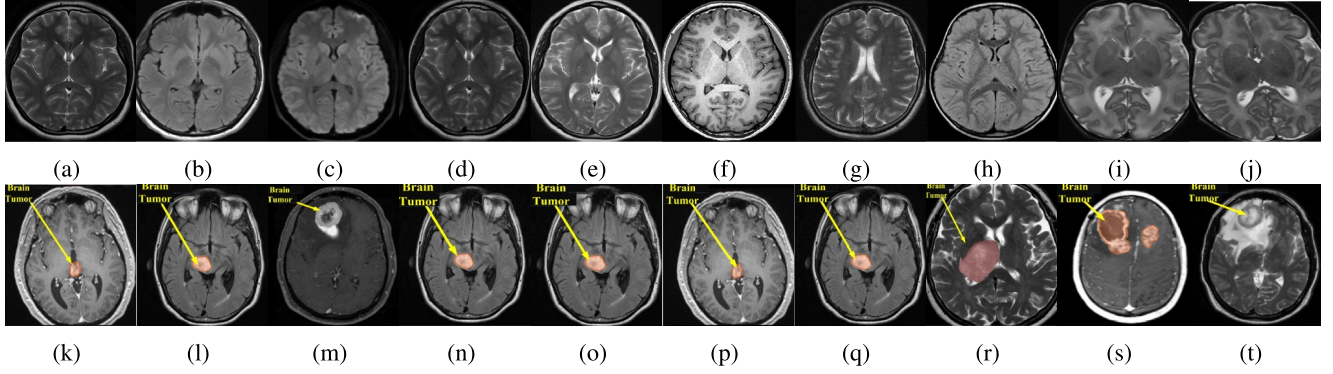 (a) (b) (c) (d) (e) (f) (g) (h) (i) (j)
Brain Brain Brain Brain Brain Brain Brain Brain Brain Brain
Tumor Tumor Tumor Tumor Tumor Tumor Tumor Tumor Tumor Tumor
(k) (l) (m) (n) (o) (p) (q) (r) (s) (t)